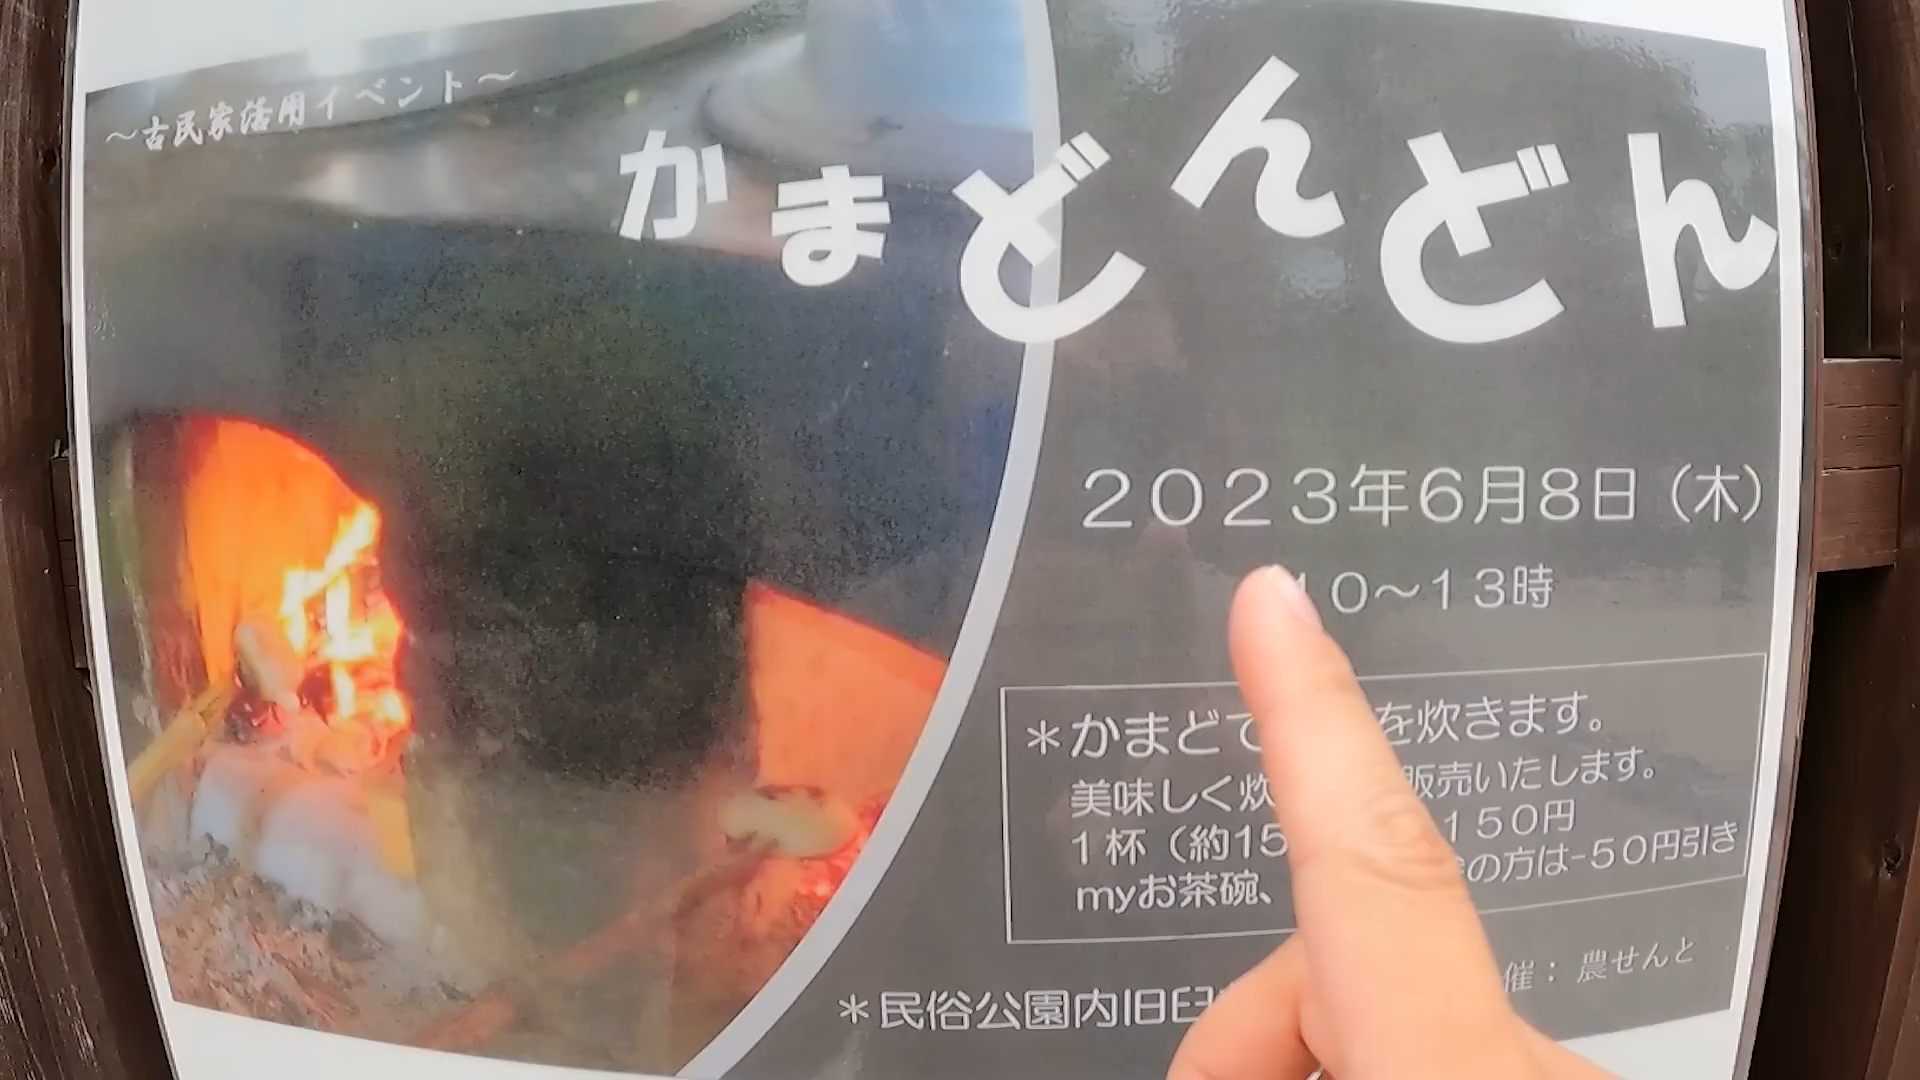 ～古民家活用イベント～
かまどんどん
2023年6月8日（木）
10～13時
＊かまどで を炊きます。
美味しく炊 販売いたします。
1杯（約15 150円
myお茶碗、 の方は-50円引き
催：農せんと
＊民俗公園内旧臼